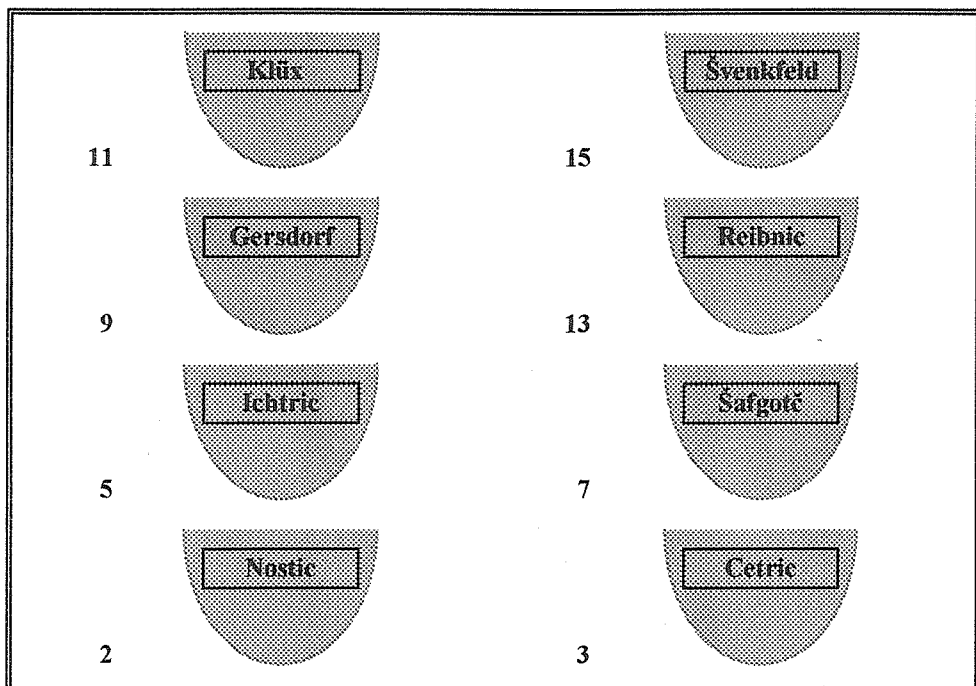 Klüx
Švenkfeld
11
15
Gersdorf
Reibnic
9
13
Ichtric
Šafgotč
5
7
Nostic
Cetric
2
3